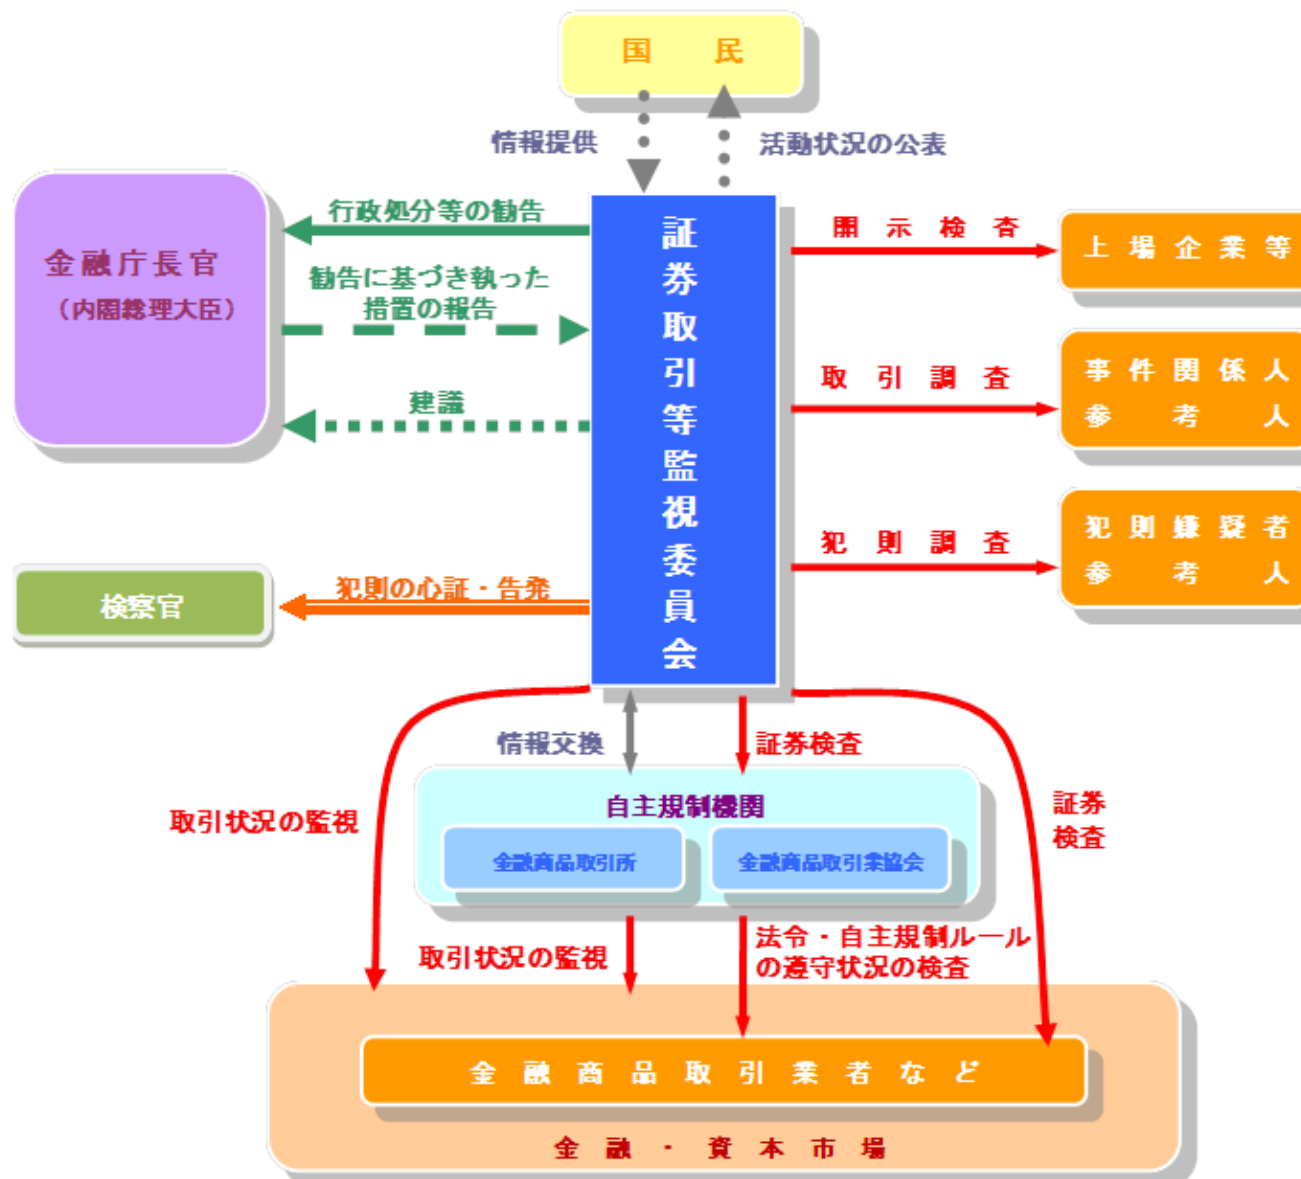 国 民
情報提供
活動状況の公表
金融庁長官
(内閣総理大臣)
行政処分等の勧告
勧告に基づき執った
措置の報告
建議
証券取引等監視委員会
開示検査
上場企業等
取引調査
事件関係人
参考人
犯則調査
犯則嫌疑者
参考人
検察官
犯則の心証・告発
情報交換
証券検査
取引状況の監視
自主規制機関
金融商品取引所
金融商品取引業協会
証券
検査
取引状況の監視
法令・自主規制ルール
の遵守状況の検査
金融商品取引業者など
金融・資本市場